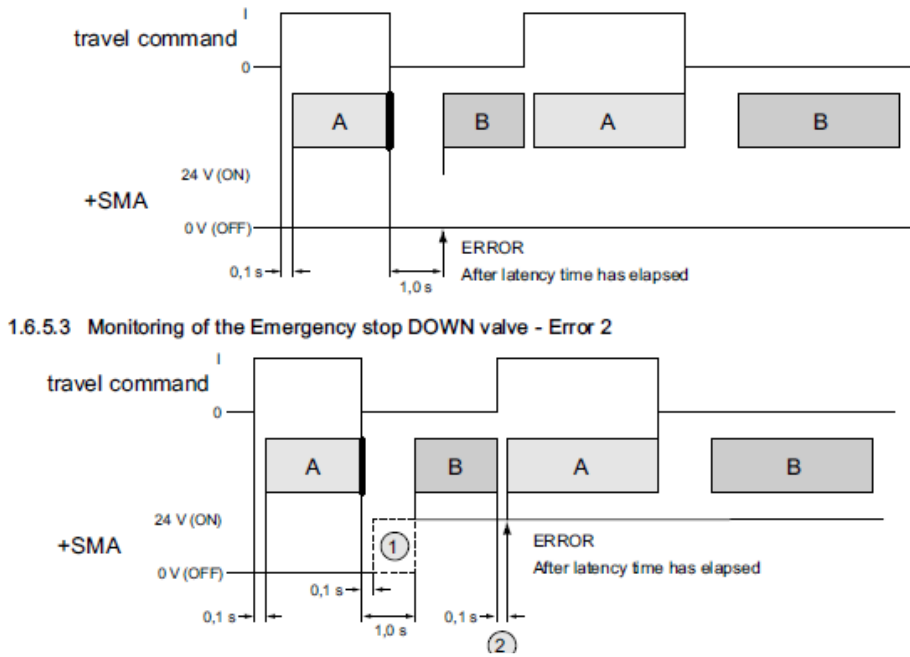 I
travel command
0
A
B
A
B
24 V (ON)
+SMA
0 V (OFF)
ERROR
0,1 s
After latency time has elapsed
1,0 s
1.6.5.3 Monitoring of the Emergency stop DOWN valve - Error 2
I
travel command
0
A
B
A
B
24 V (ON)
+SMA
1
ERROR
After latency time has elapsed
0 V (OFF)
0,1 s
0,1 s
1,0 s
0,1 s
2